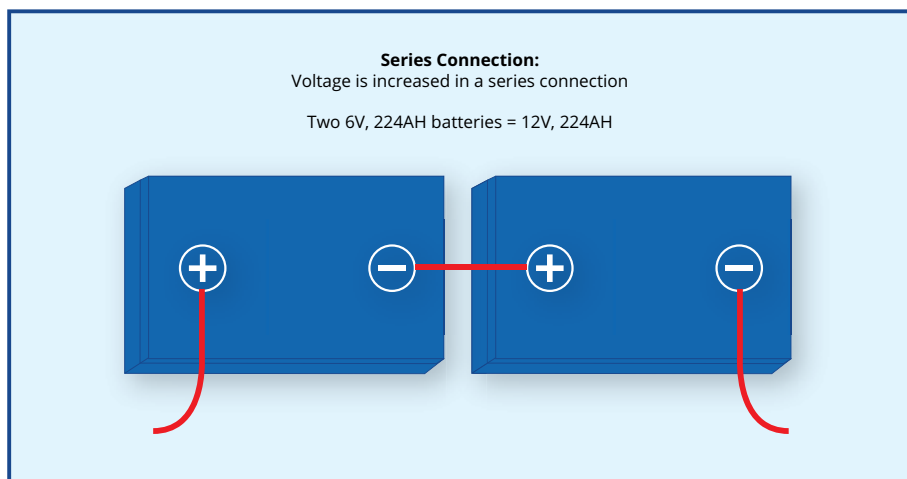 Series Connection:
Voltage is increased in a series connection
Two 6V, 224AH batteries = 12V, 224AH
+ − + −